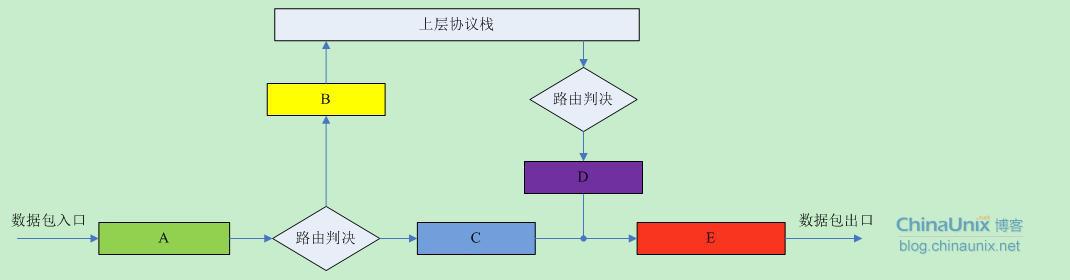 上层协议栈
B
路由判决
D
数据包入口
A
路由判决
C
E
数据包出口
ChinaUnix.net 博客
blog.chinaunix.net